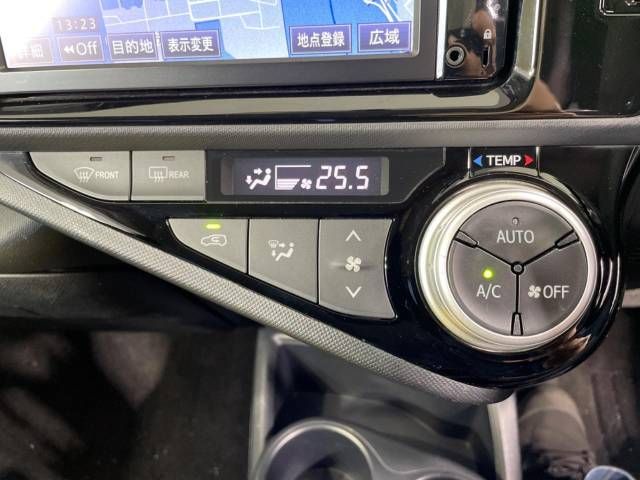 13:23
詳細 ◀◀Off 目的地 表示変更 地点登録 広域
FRONT REAR
25.5
◀ TEMP ▶
AUTO
A/C OFF